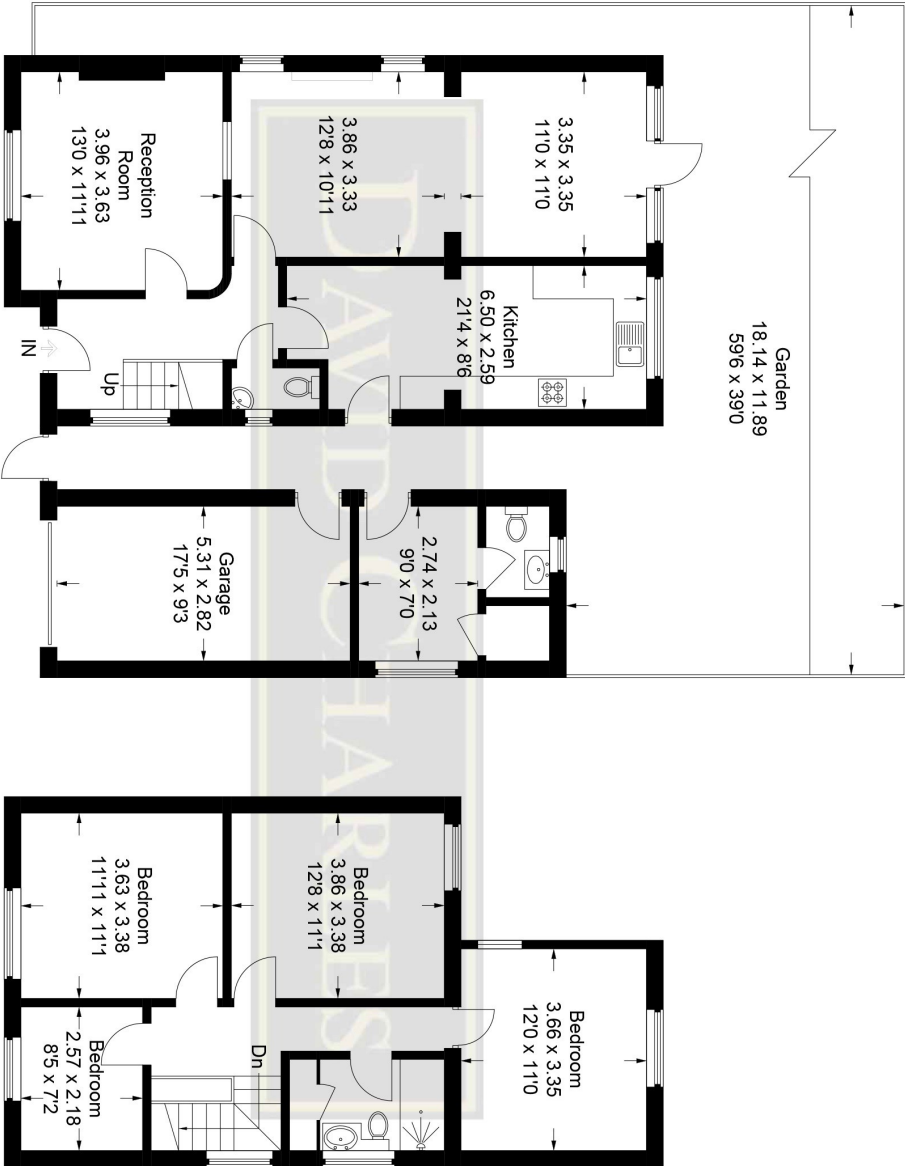 Garden
18.14 x 11.89
59'6 x 39'0
3.35 x 3.35
11'0 x 11'0
3.86 x 3.33
12'8 x 10'11
Reception
Room
3.96 x 3.63
13'0 x 11'11
Kitchen
6.50 x 2.59
21'4 x 8'6
Up
IN
2.74 x 2.13
9'0 x 7'0
Garage
5.31 x 2.82
17'5 x 9'3
Bedroom
3.86 x 3.38
12'8 x 11'1
Bedroom
3.63 x 3.38
11'11 x 11'1
Bedroom
3.66 x 3.35
12'0 x 11'0
Dn
Bedroom
2.57 x 2.18
8'5 x 7'2
DAVID CHARLES